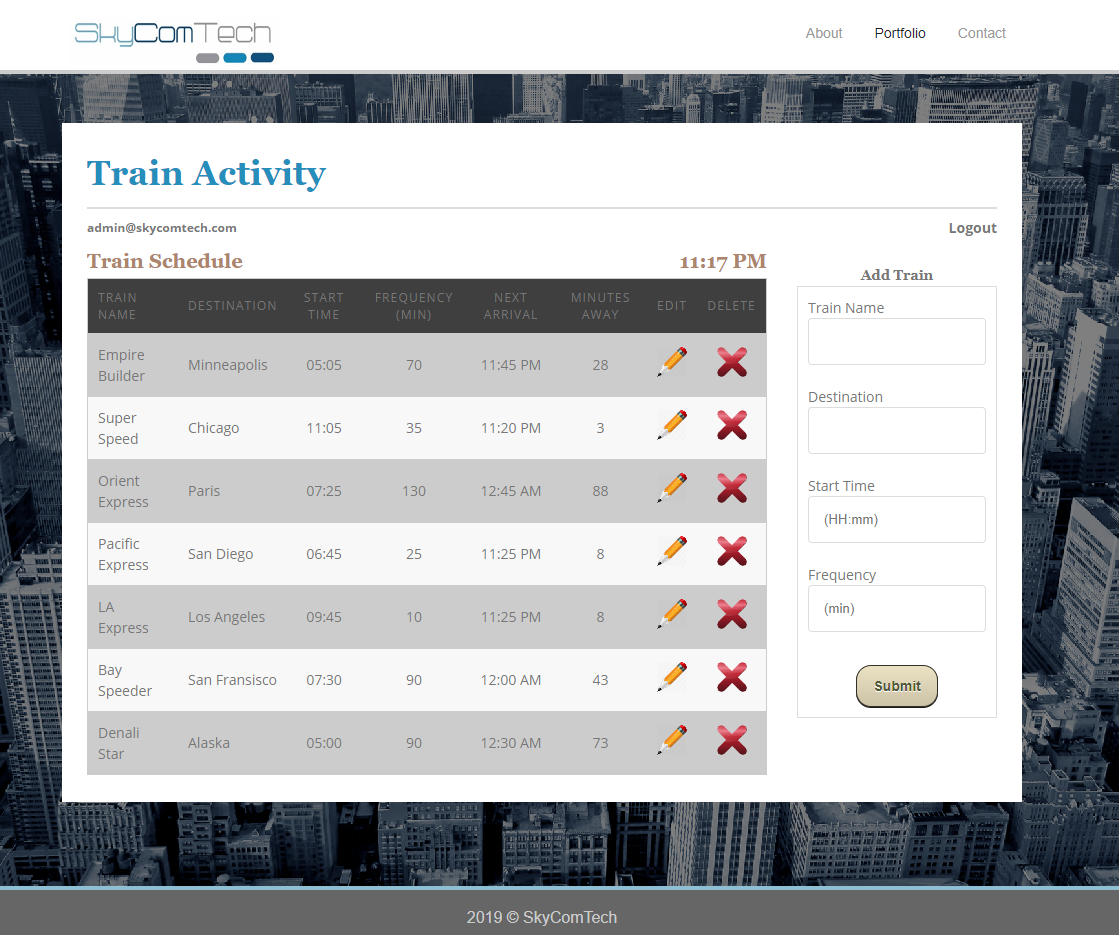 SkyComTech
About Portfolio Contact
Train Activity
admin@skycomtech.com Logout
Train Schedule 11:17 PM
TRAIN NAME DESTINATION START TIME FREQUENCY (MIN) NEXT ARRIVAL MINUTES AWAY EDIT DELETE
Empire Builder Minneapolis 05:05 70 11:45 PM 28
Super Speed Chicago 11:05 35 11:20 PM 3
Orient Express Paris 07:25 130 12:45 AM 88
Pacific Express San Diego 06:45 25 11:25 PM 8
LA Express Los Angeles 09:45 10 11:25 PM 8
Bay Speeder San Fransisco 07:30 90 12:00 AM 43
Denali Star Alaska 05:00 90 12:30 AM 73
Add Train
Train Name
Destination
Start Time
(HH:mm)
Frequency
(min)
Submit
2019 © SkyComTech